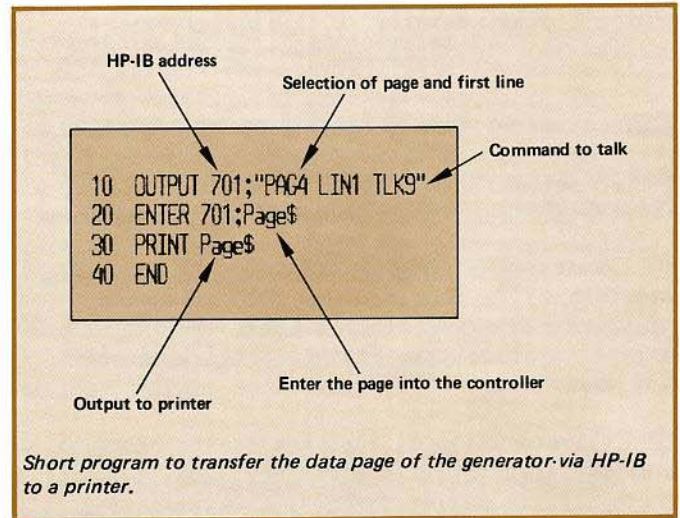 HP-IB address
Selection of page and first line
Command to talk
10 OUTPUT 701;"PAG4 LIN1 TLK9"
20 ENTER 701;Page$
30 PRINT Page$
40 END
Enter the page into the controller
Output to printer
Short program to transfer the data page of the generator via HP-IB
to a printer.